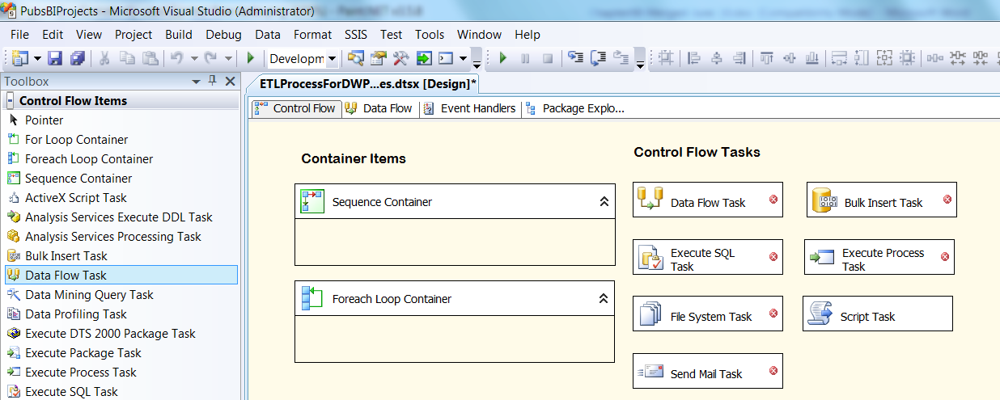 PubsBIProjects - Microsoft Visual Studio (Administrator)
File Edit View Project Build Debug Data Format SSIS Test Tools Window Help
Developm
Toolbox
Control Flow Items
Pointer
For Loop Container
Foreach Loop Container
Sequence Container
ActiveX Script Task
Analysis Services Execute DDL Task
Analysis Services Processing Task
Bulk Insert Task
Data Flow Task
Data Mining Query Task
Data Profiling Task
Execute DTS 2000 Package Task
Execute Package Task
Execute Process Task
Execute SQL Task
ETLProcessForDWP...es.dtsx [Design]*
Control Flow Data Flow Event Handlers Package Explo...
Container Items
Sequence Container
Foreach Loop Container
Control Flow Tasks
Data Flow Task
Bulk Insert Task
Execute SQL
Task
Execute Process
Task
File System Task
Script Task
Send Mail Task